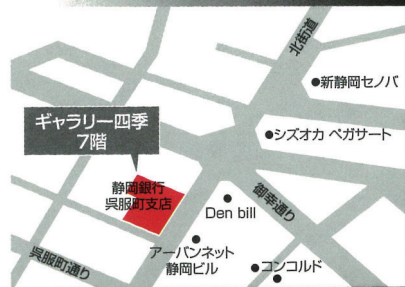 北街道
新静岡セノバ
シズオカ ペガサート
ギャラリー四季
7階
静岡銀行
呉服町支店
Den bill
御幸通り
アーバンネット
静岡ビル
呉服町通り
コンコルド